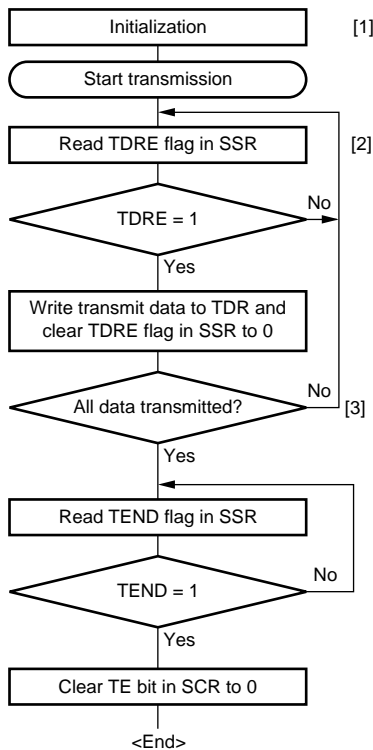 Initialization [1]
Start transmission
Read TDRE flag in SSR [2]
TDRE = 1 No
Yes
Write transmit data to TDR and
clear TDRE flag in SSR to 0
All data transmitted? No [3]
Yes
Read TEND flag in SSR
TEND = 1 No
Yes
Clear TE bit in SCR to 0
<End>